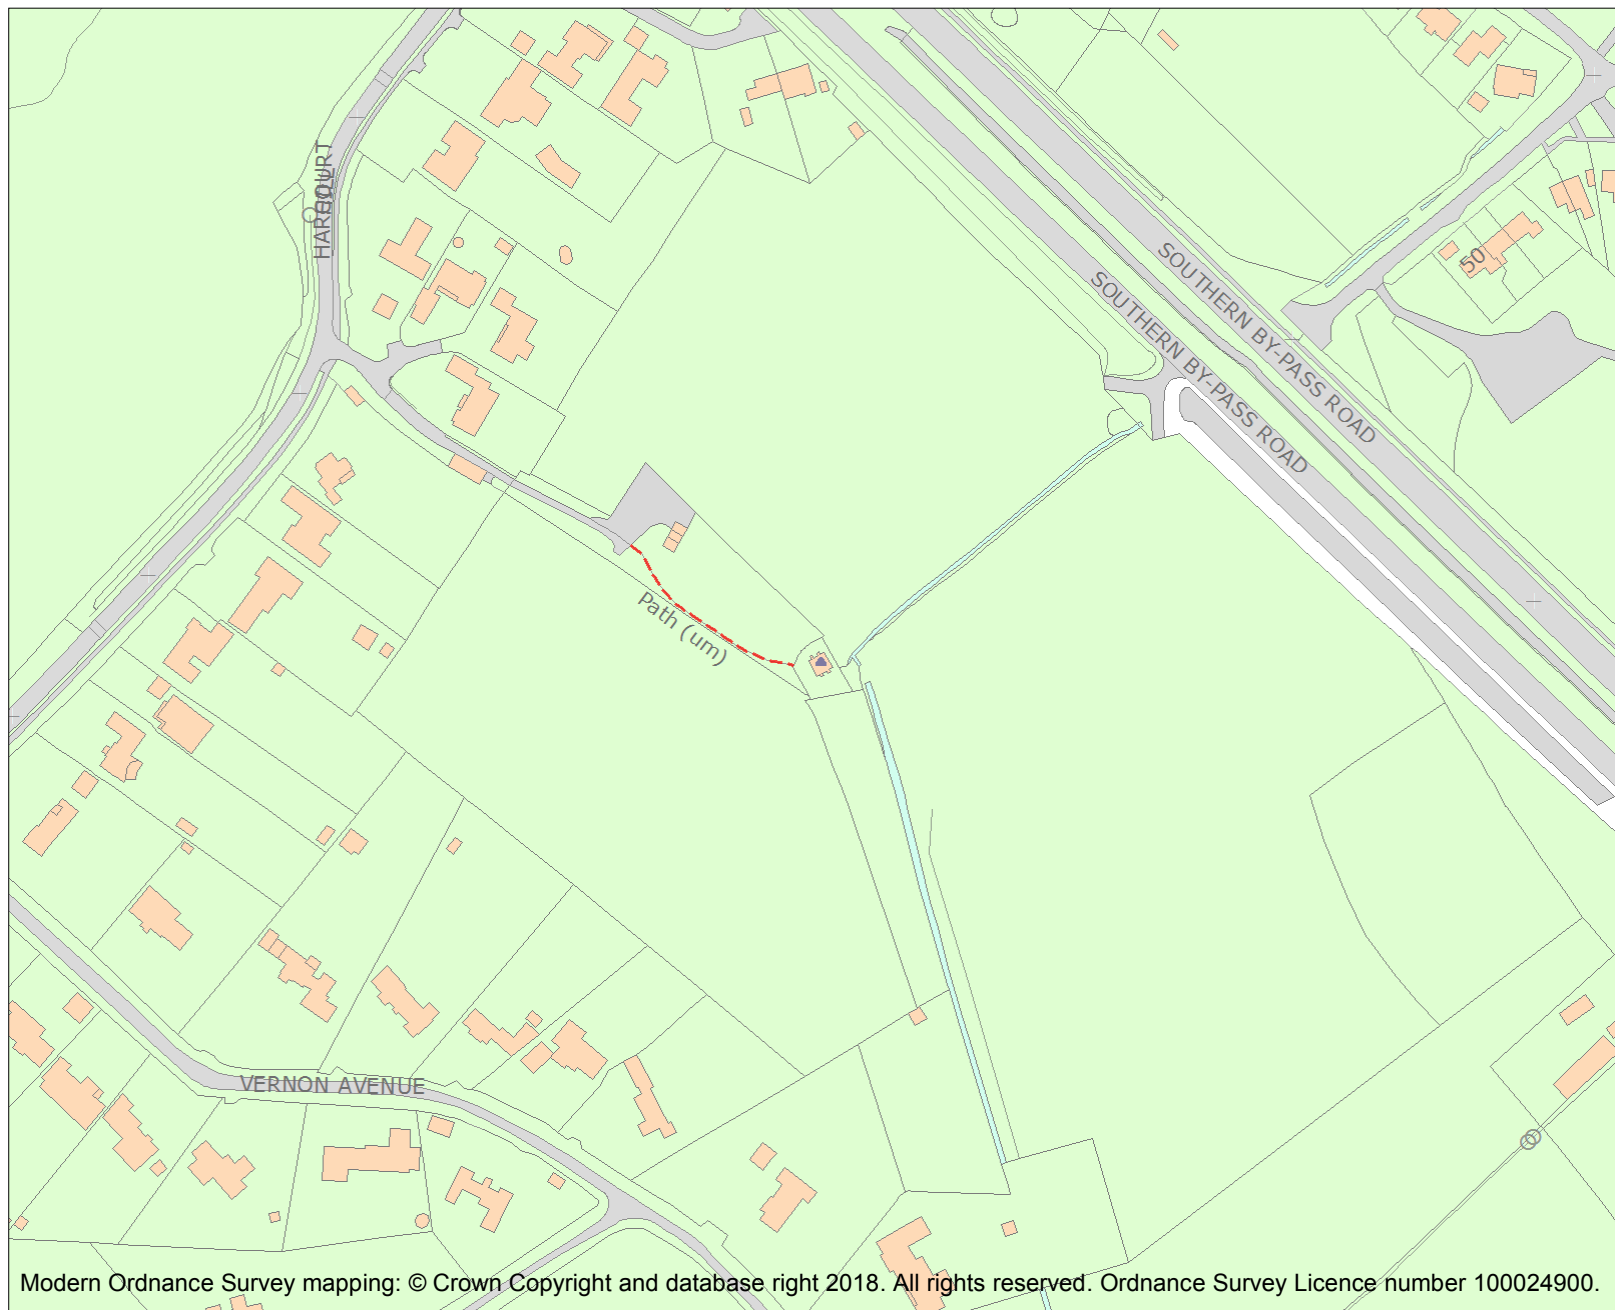 HARCOURT
HILL
SOUTHERN BY-PASS ROAD
SOUTHERN BY-PASS ROAD
50
Path (um)
VERNON AVENUE
Modern Ordnance Survey mapping: © Crown Copyright and database right 2018. All rights reserved. Ordnance Survey Licence number 100024900.